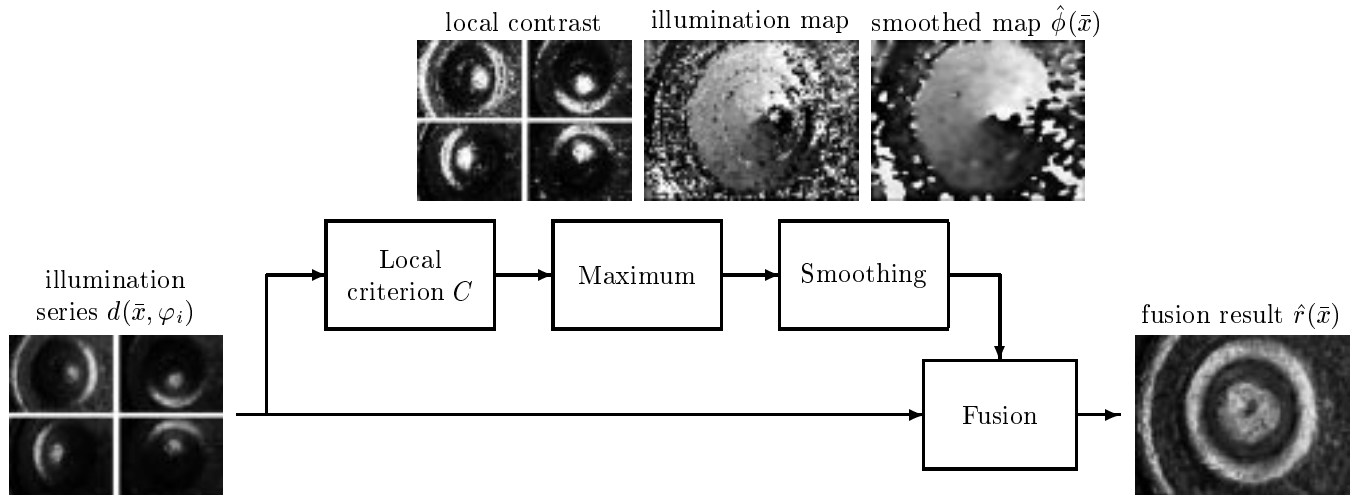 local contrast
illumination map
smoothed map $\hat{\phi}(\bar{x})$
Local
criterion $C$
Maximum
Smoothing
illumination
series $d(\bar{x}, \varphi_i)$
fusion result $\hat{r}(\bar{x})$
Fusion